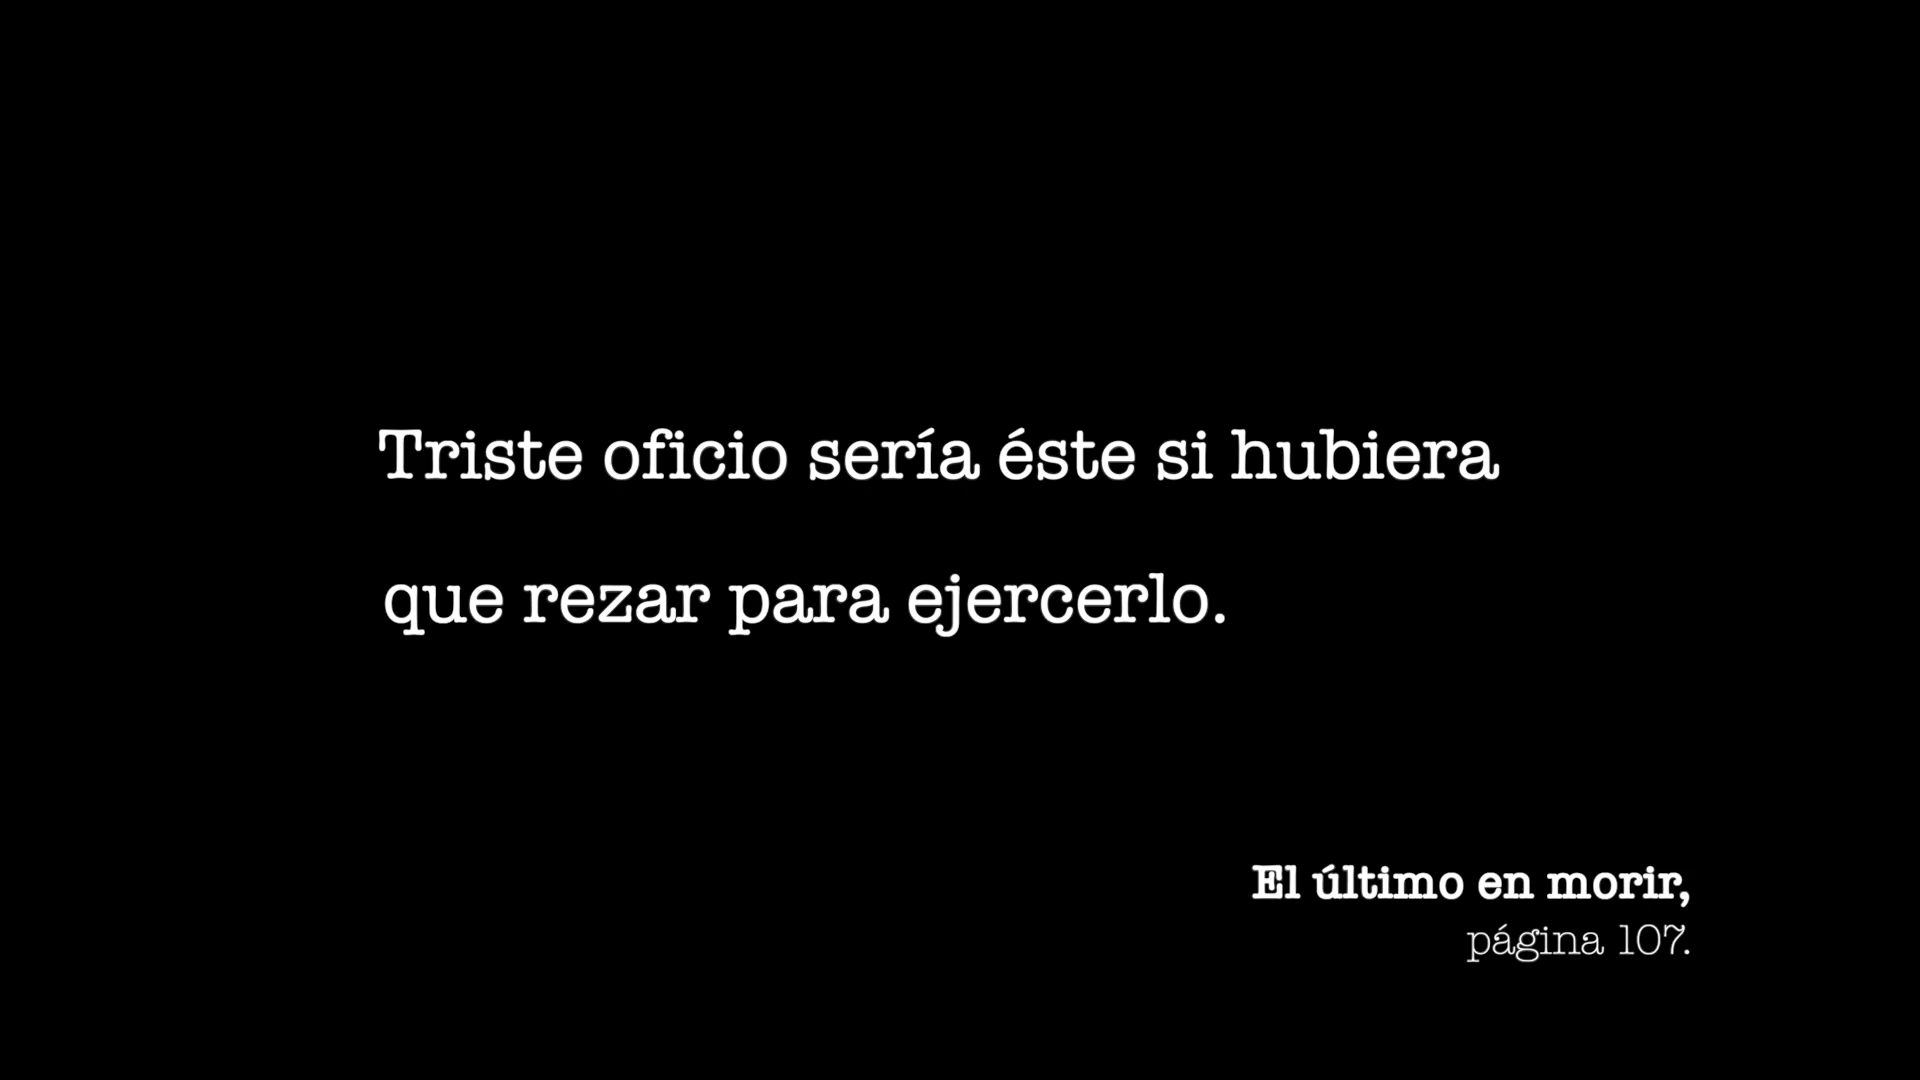 Triste oficio sería éste si hubiera
que rezar para ejercerlo.
El último en morir,
página 107.